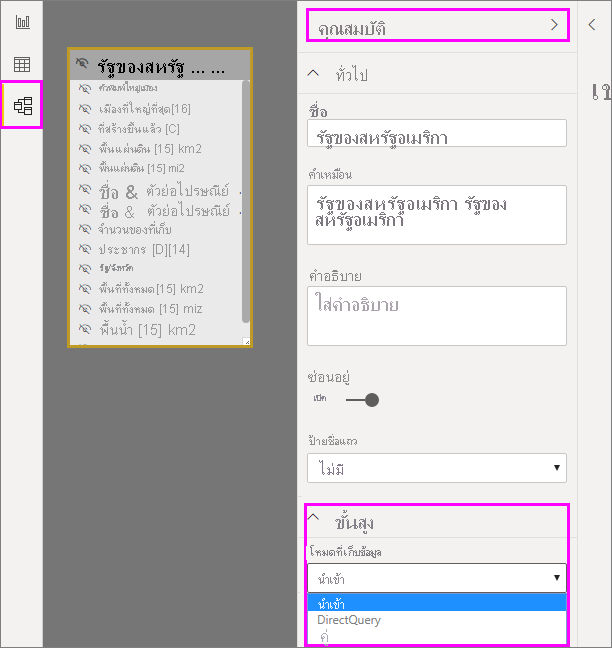 รัฐของสหรัฐ ... ...
เมืองที่ใหญ่ที่สุด[16]
ที่สร้างขึ้นแล้ว [C]
พื้นแผ่นดิน [15] km2
พื้นแผ่นดิน [15] mi2
ชื่อ & ตัวย่อไปรษณีย์ .
ชื่อ & ตัวย่อไปรษณีย์ .
จำนวนของที่เก็บ
ประชากร [D][14]
รัฐ/จังหวัด
พื้นที่ทั้งหมด[15] km2
พื้นที่ทั้งหมด [15] miz
พื้นน้ำ [15] km2
คุณสมบัติ
ทั่วไป
ชื่อ
รัฐของสหรัฐอเมริกา
คำเหมือน
รัฐของสหรัฐอเมริกา รัฐของ
สหรัฐอเมริกา
คำอธิบาย
ใส่คำอธิบาย
ซ่อนอยู่
เปิด
ป้ายชื่อแถว
ไม่มี
ขั้นสูง
โหมดที่เก็บข้อมูล
นำเข้า
นำเข้า
DirectQuery
คู่